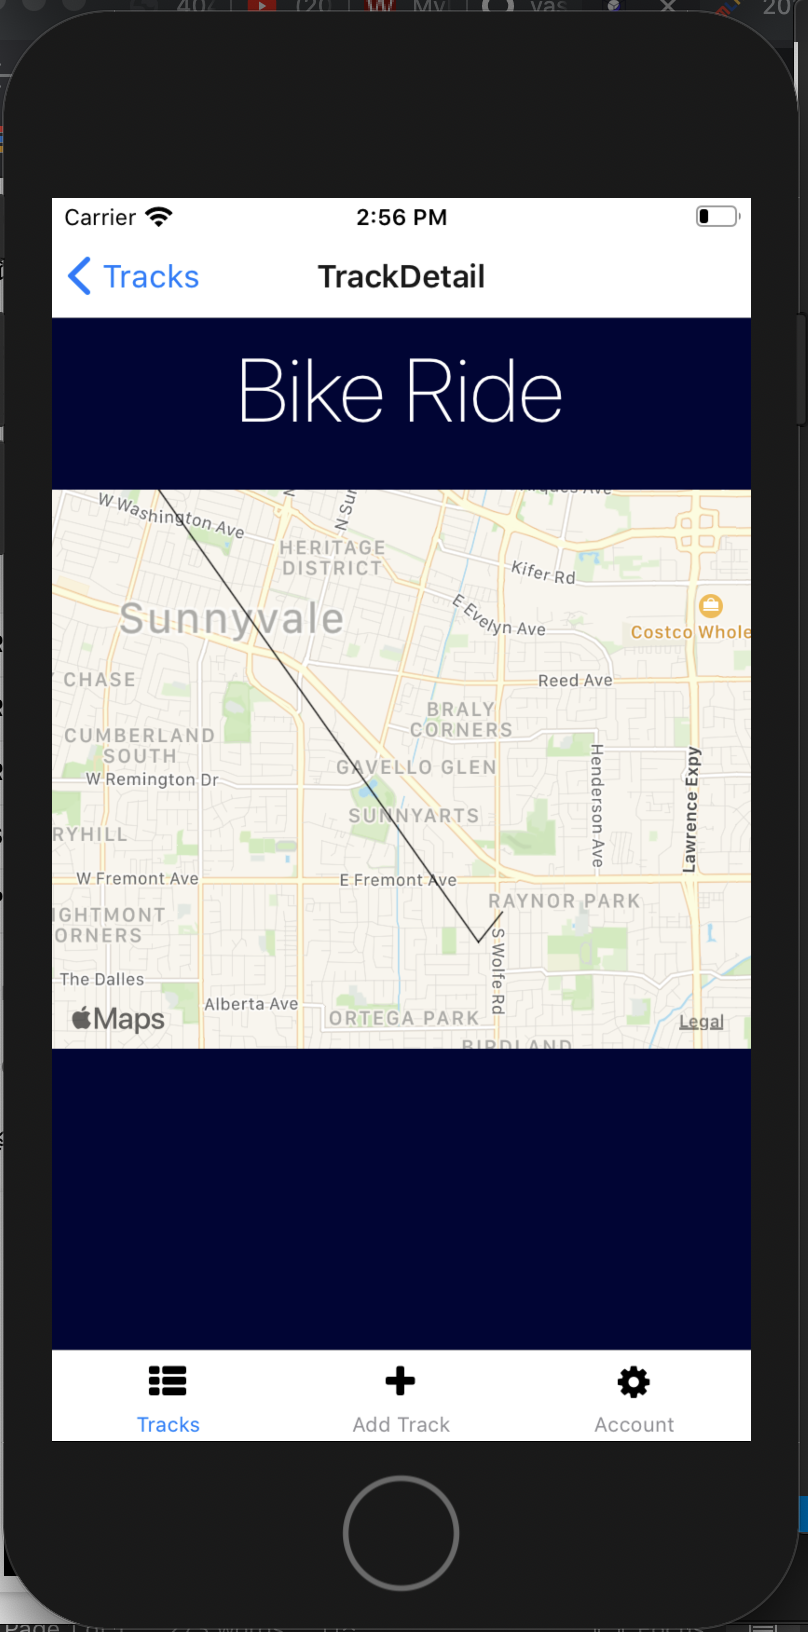 Carrier
2:56 PM
Tracks
TrackDetail
Bike Ride
W Washington Ave
HERITAGE
DISTRICT
Kifer Rd
E Evelyn Ave
Sunnyvale
Costco Whole
CHASE
Reed Ave
BRALY
CORNERS
CUMBERLAND
SOUTH
GAVELLO GLEN
W Remington Dr
Henderson Ave
Lawrence Expy
SUNNYARTS
RYHILL
W Fremont Ave
E Fremont Ave
RAYNOR PARK
IGHTMONT
ORNERS
S Wolfe Rd
The Dalles
Alberta Ave
ORTEGA PARK
Maps
Legal
BIRDLAND
Tracks
Add Track
Account